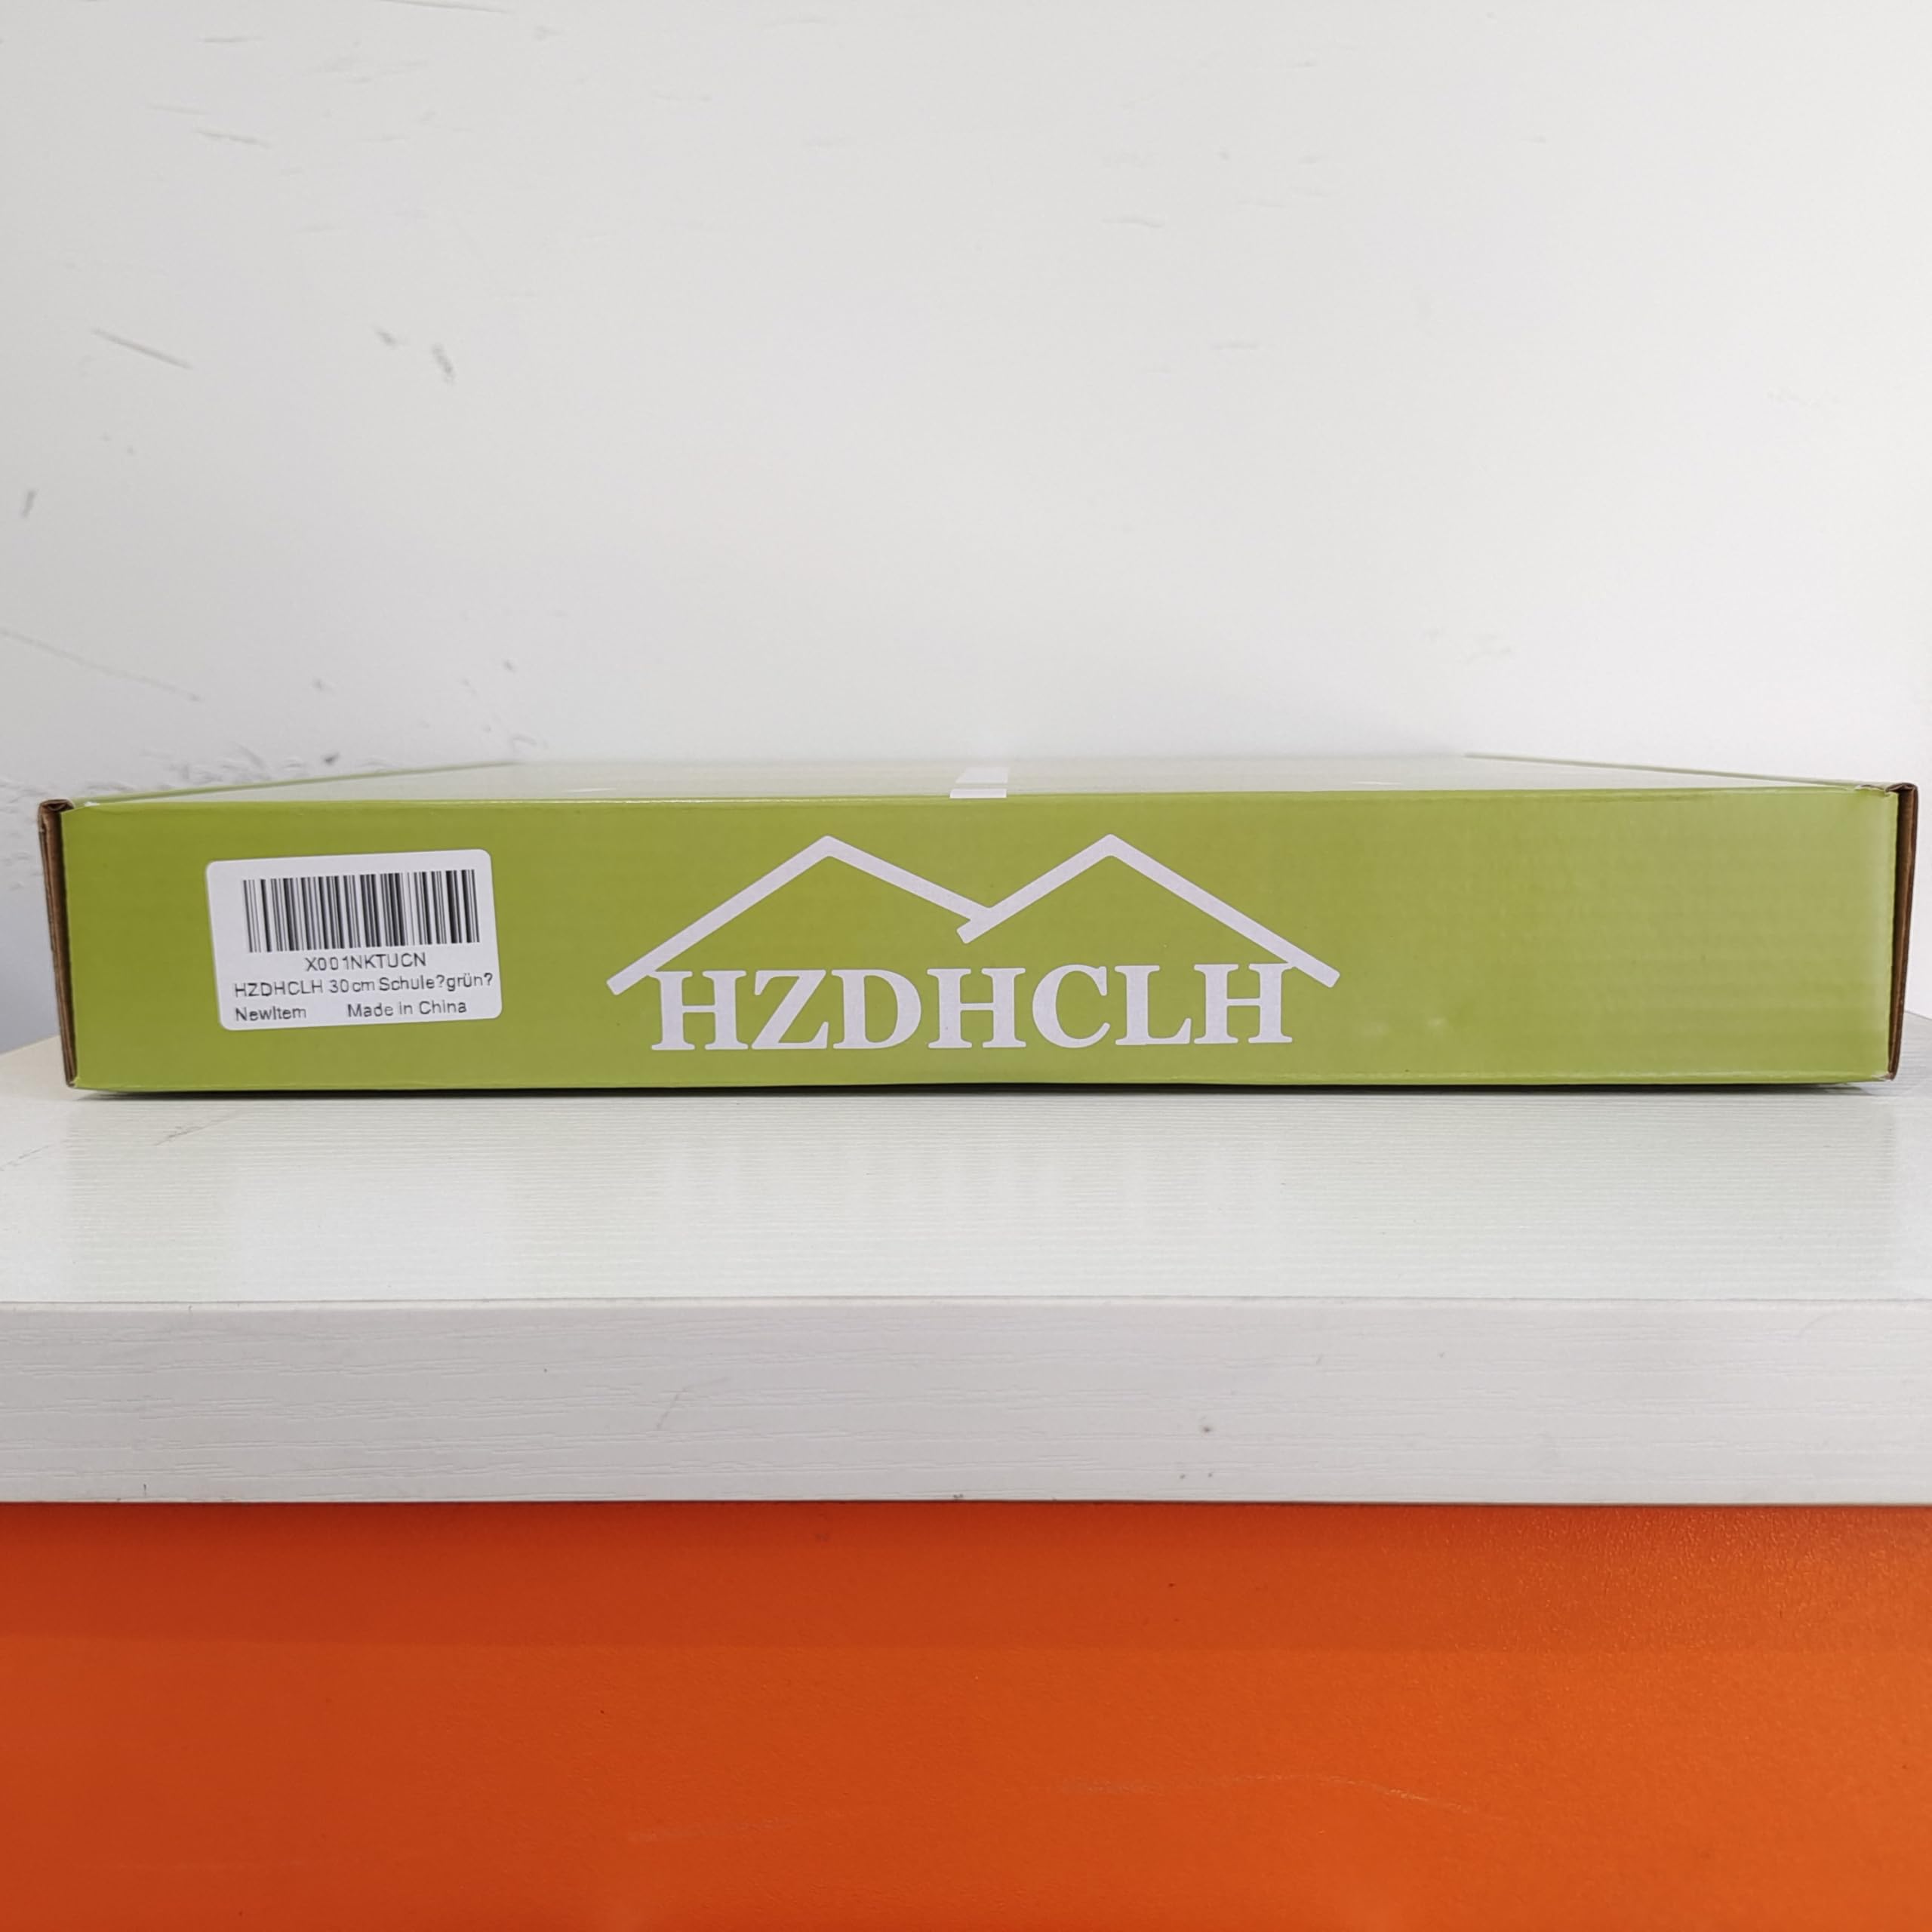 X001NKTUCN
HZDHCLH 30cm Schule?grün?
NewItem Made in China
HZDHCLH